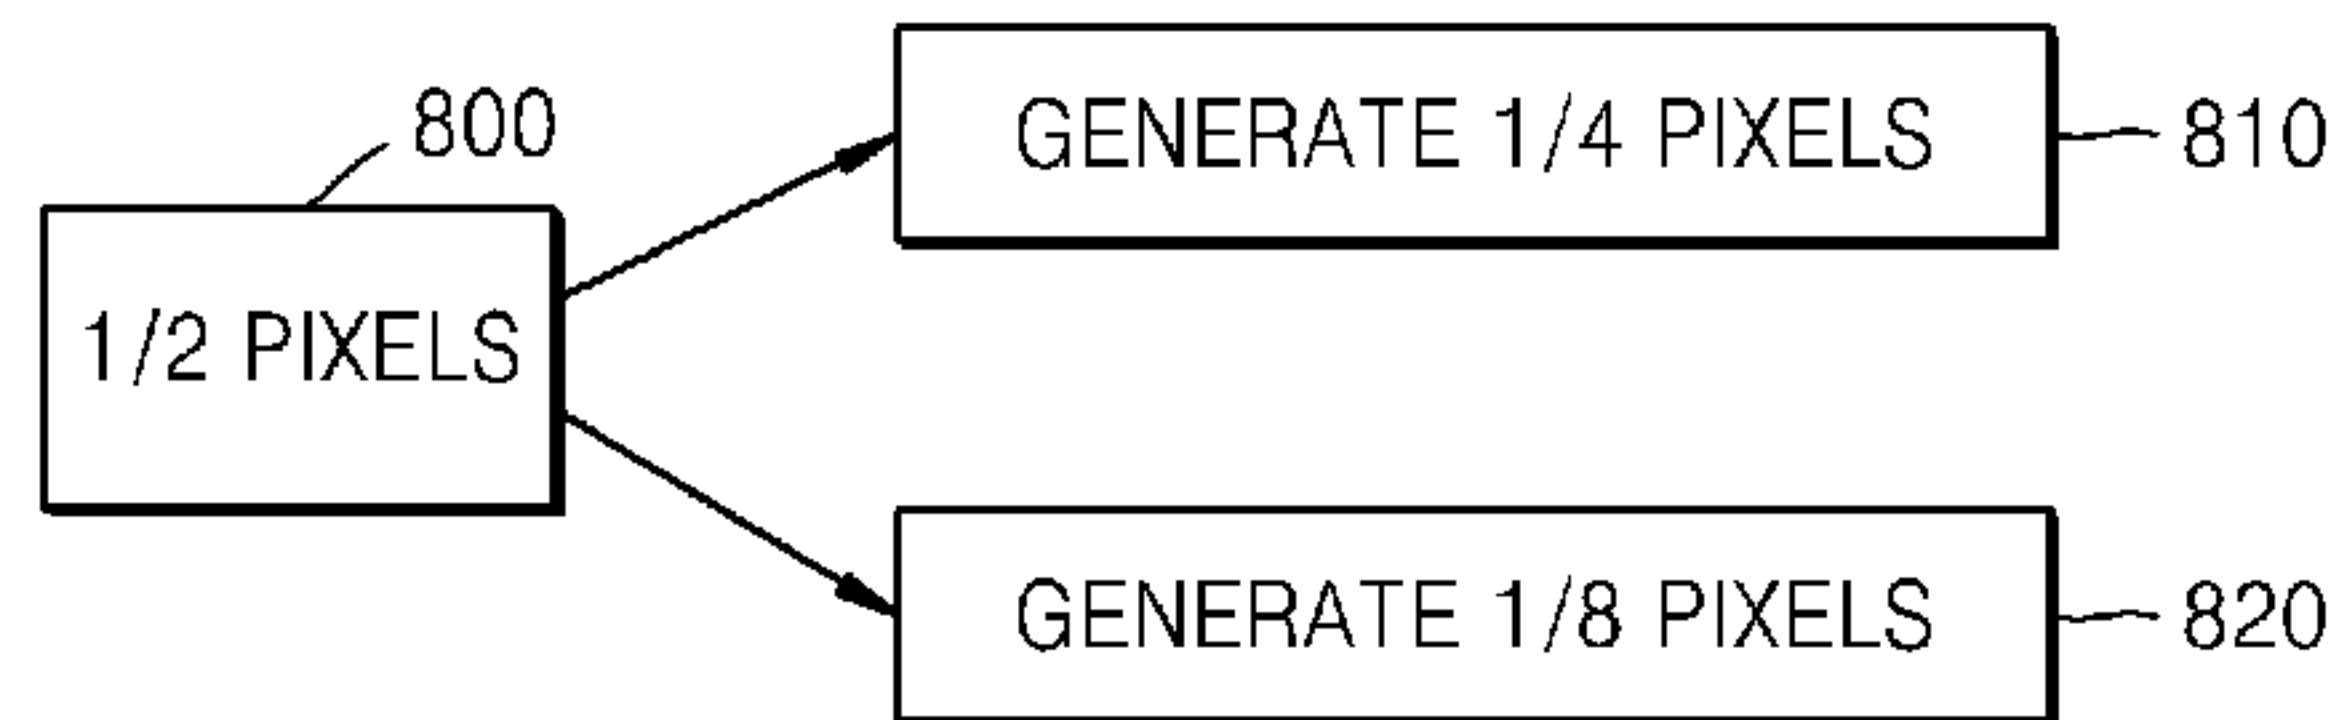 800
1/2 PIXELS
GENERATE 1/4 PIXELS
810
GENERATE 1/8 PIXELS
820